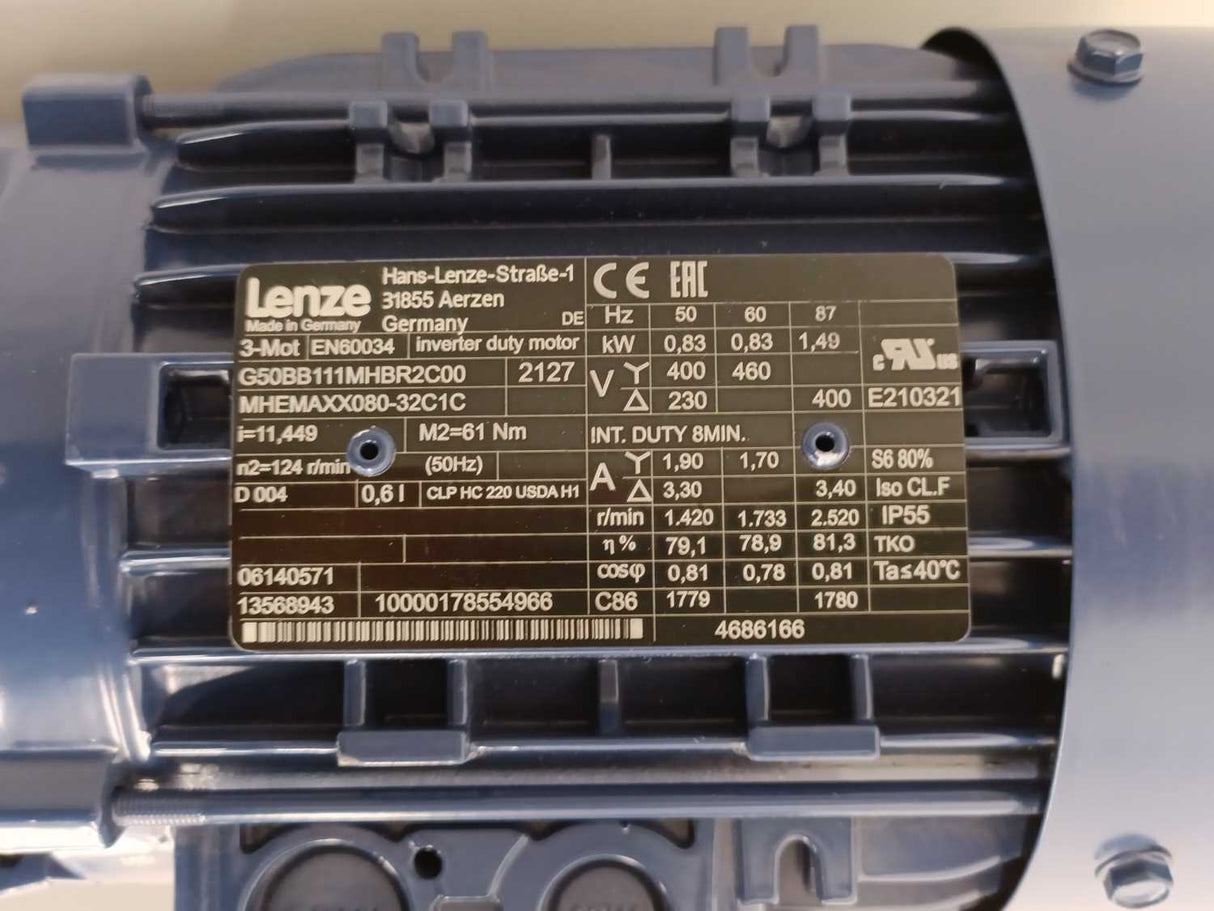 Lenze
Made in Germany
Hans-Lenze-Straße-1
31855 Aerzen
Germany DE
CE EAC
Hz 50 60 87
3-Mot EN60034 inverter duty motor
kW 0,83 0,83 1,49
G50BB111MHBR2C00 2127
V Y 400 460
MHEMAXX080-32C1C
Δ 230 400
c RU us
E210321
i=11,449 M2=61 Nm
INT. DUTY 8MIN.
n2=124 r/min (50Hz)
A Y 1,90 1,70 S6 80%
D 004 0,6 l CLP HC 220 USDA H1
Δ 3,30 3,40 Iso CL.F
r/min 1.420 1.733 2.520 IP55
η% 79,1 78,9 81,3 TKO
06140571
cosφ 0,81 0,78 0,81 Ta≤40°C
13568943 10000178554966
C86 1779 1780
4686166